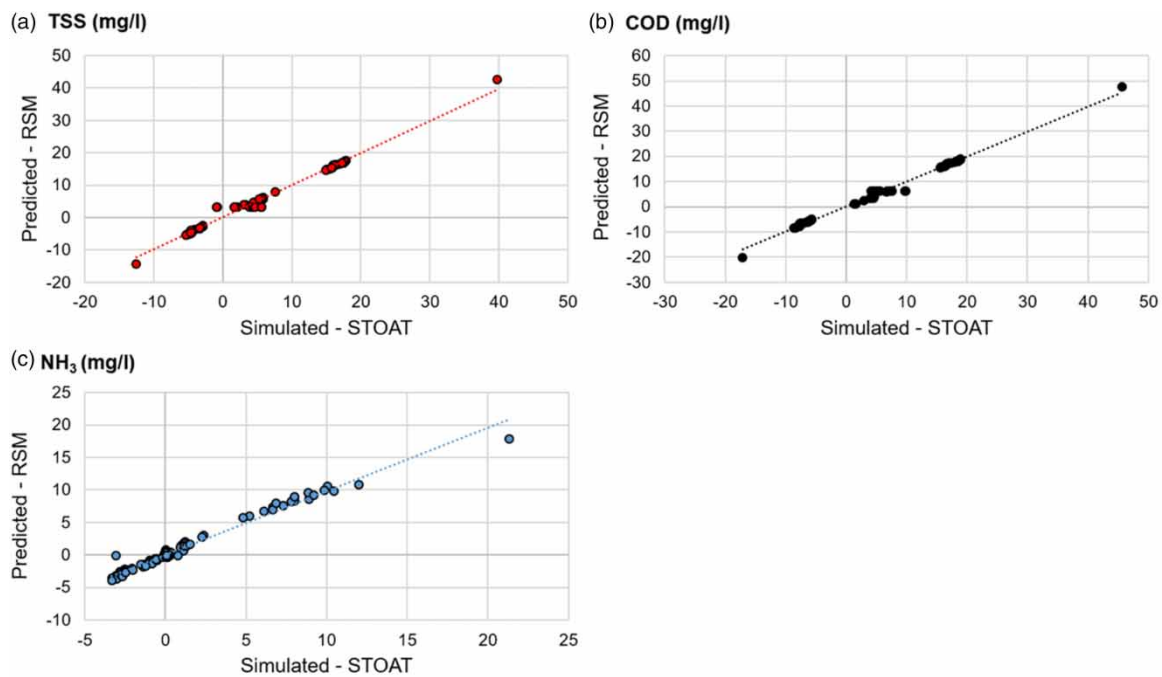 (a) TSS (mg/l)
50
40
30
20
10
0
-10
-20
-20 -10 0 10 20 30 40 50
Predicted - RSM
Simulated - STOAT
(b) COD (mg/l)
60
50
40
30
20
10
0
-10
-20
-30
-30 -20 -10 0 10 20 30 40 50
Predicted - RSM
Simulated - STOAT
(c) NH₃ (mg/l)
25
20
15
10
5
0
-5
-10
-5 0 5 10 15 20 25
Predicted - RSM
Simulated - STOAT